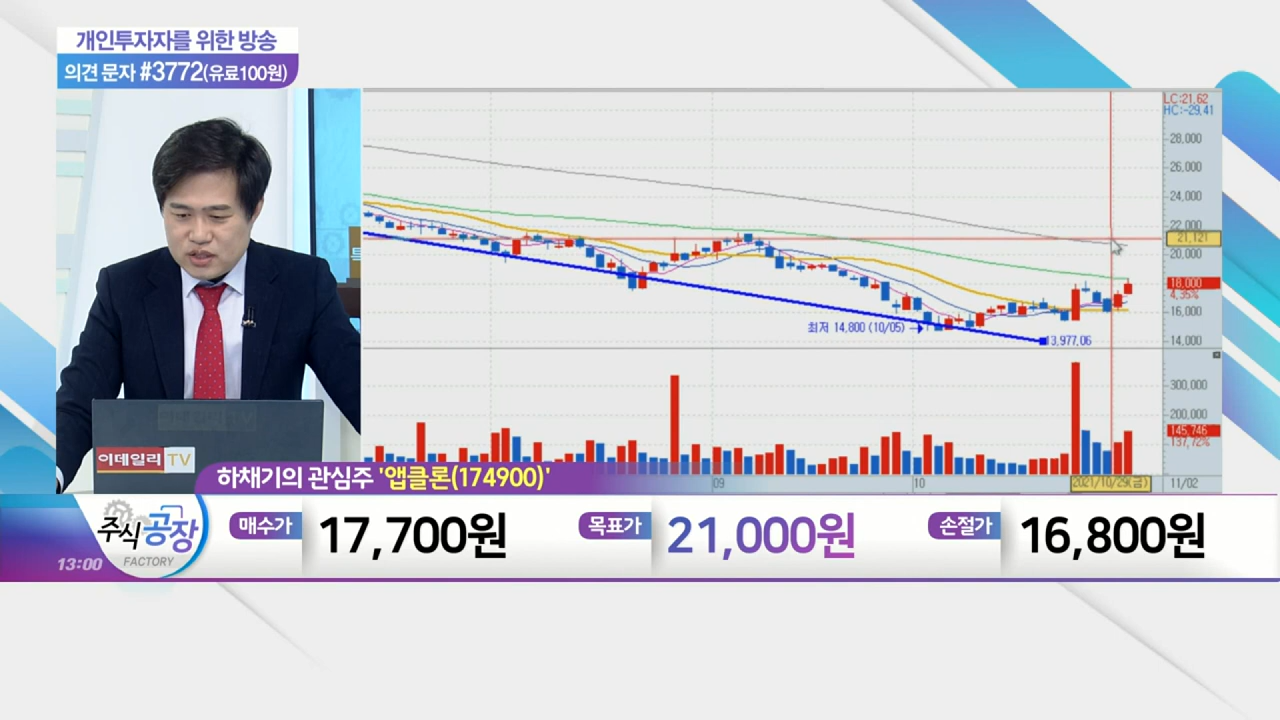 개인투자자를 위한 방송
의견 문자 #3772(유료100원)
LC:21,62
HC:-29,41
28,000
26,000
24,000
22,000
21,121
20,000
18,000
4,35%
16,000
14,000
최저 14,800 (10/05)
13,977,06
300,000
200,000
145,746
137,72%
09
10
2021/10/29(금)
11/02
이데일리 TV
하채기의 관심주 '앱클론(174900)'
주식공장
FACTORY
13:00
매수가
17,700원
목표가
21,000원
손절가
16,800원